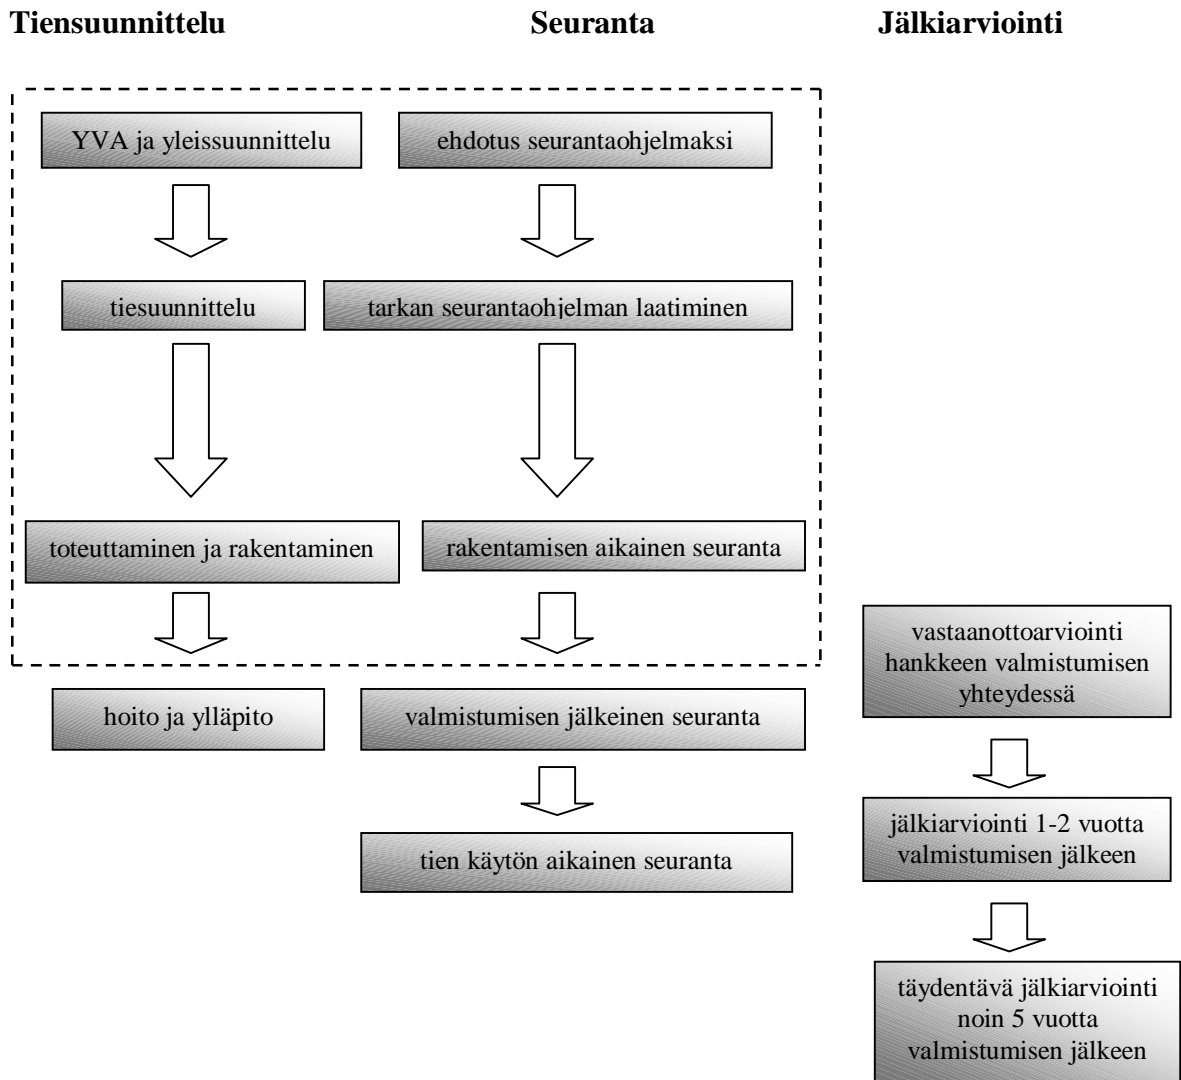 Tiensuunnittelu
Seuranta
Jälkiarviointi
YVA ja yleissuunnittelu
ehdotus seurantaohjelmaksi
tiesuunnittelu
tarkan seurantaohjelman laatiminen
toteuttaminen ja rakentaminen
rakentamisen aikainen seuranta
vastaanottoarviointi
hankkeen valmistumisen
yhteydessä
hoito ja ylläpito
valmistumisen jälkeinen seuranta
jälkiarviointi 1-2 vuotta
valmistumisen jälkeen
tien käytön aikainen seuranta
täydentävä jälkiarviointi
noin 5 vuotta
valmistumisen jälkeen